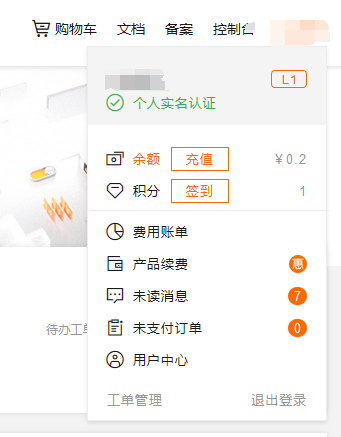 购物车 文档 备案 控制台
L1
个人实名认证
余额 充值 ¥0.2
积分 签到 1
费用账单
产品续费 惠
未读消息 7
待办工单
未支付订单 0
用户中心
工单管理 退出登录